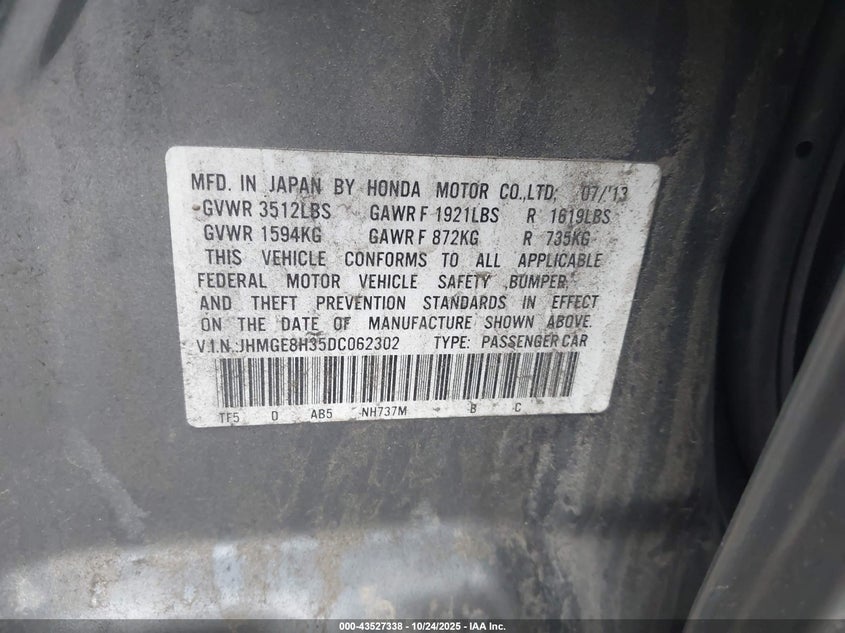 MFD. IN JAPAN BY HONDA MOTOR CO.,LTD; 07/'13
GVWR 3512LBS GAWR F 1921LBS R 1619LBS
GVWR 1594KG GAWR F 872KG R 735KG
THIS VEHICLE CONFORMS TO ALL APPLICABLE
FEDERAL MOTOR VEHICLE SAFETY ,BUMPER,
AND THEFT PREVENTION STANDARDS IN EFFECT
ON THE DATE OF MANUFACTURE SHOWN ABOVE.
V.I.N.:JHMGE8H35DC062302 TYPE: PASSENGER CAR
TF5 0 AB5 NH737M B C
000-43527338 - 10/24/2025 - IAA Inc.